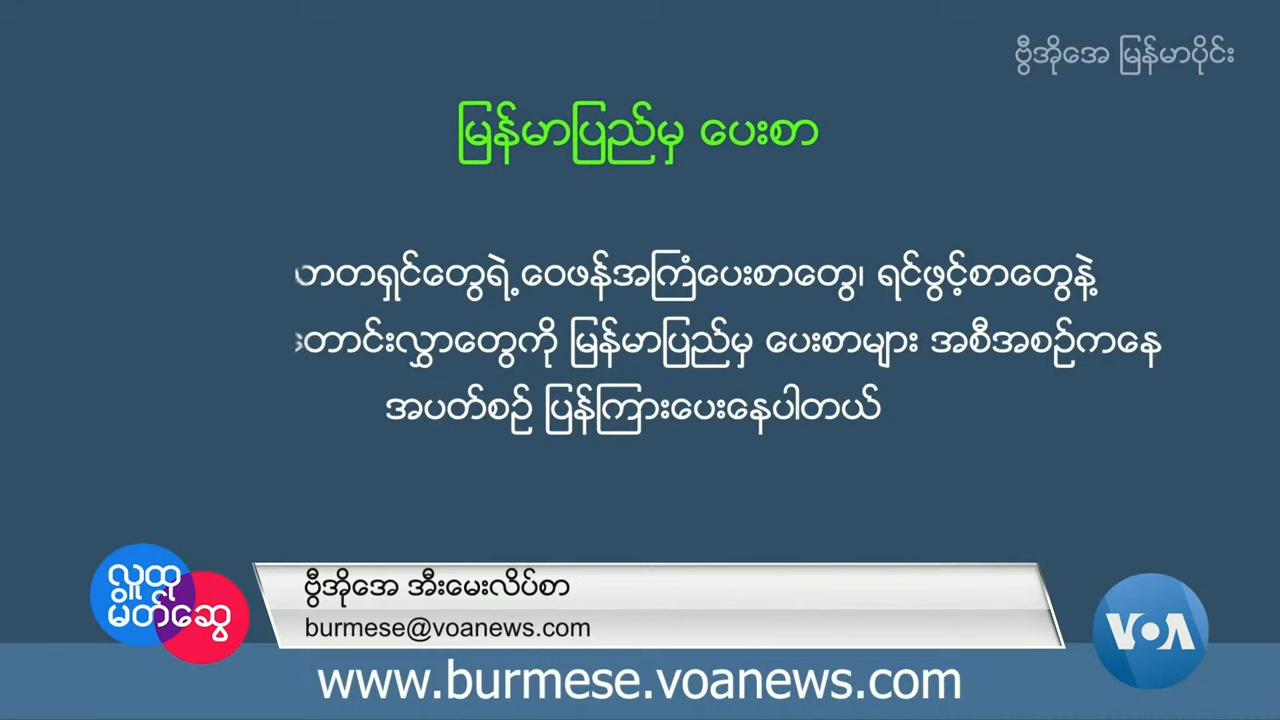 ဗွီအိုအေ မြန်မာပိုင်း
မြန်မာပြည်မှ ပေးစာ
ပရိသတ်တွေရဲ့ ဝေဖန်အကြံပေးစာတွေ၊ ရင်ဖွင့်စာတွေနဲ့
လွှာတွေကို မြန်မာပြည်မှ ပေးစာများ အစီအစဉ်ကနေ
အပတ်စဉ် ပြန်ကြားပေးနေပါတယ်
လူထု
မိတ်ဆွေ
ဗွီအိုအေ အီးမေးလိပ်စာ
burmese@voanews.com
VOA
www.burmese.voanews.com